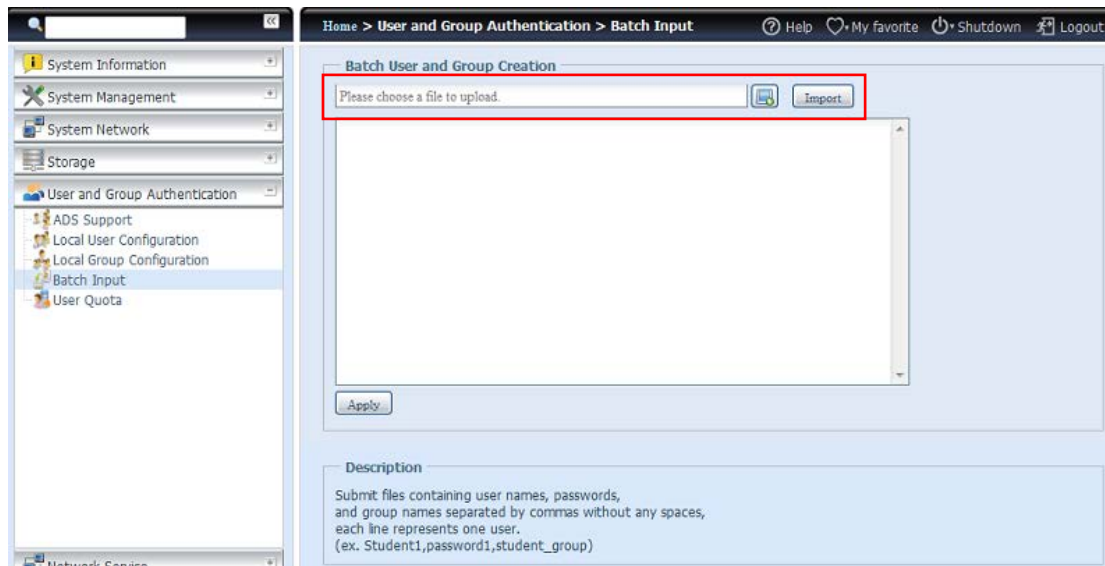 Home > User and Group Authentication > Batch Input
Help
My favorite
Shutdown
Logout
System Information
System Management
System Network
Storage
User and Group Authentication
ADS Support
Local User Configuration
Local Group Configuration
Batch Input
User Quota
Network Service
Batch User and Group Creation
Please choose a file to upload.
Import
Apply
Description
Submit files containing user names, passwords,
and group names separated by commas without any spaces,
each line represents one user.
(ex. Student1,password1,student_group)